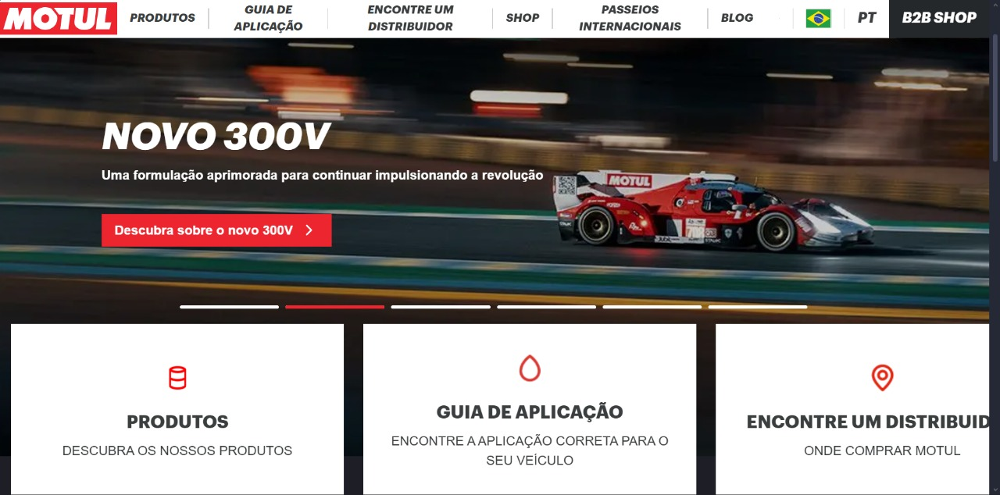 MOTUL
PRODUTOS
GUIA DE
APLICAÇÃO
ENCONTRE UM
DISTRIBUIDOR
SHOP
PASSEIOS
INTERNACIONAIS
BLOG
PT
B2B SHOP
NOVO 300V
Uma formulação aprimorada para continuar impulsionando a revolução
MOTUL
Descubra sobre o novo 300V
PRODUTOS
DESCUBRA OS NOSSOS PRODUTOS
GUIA DE APLICAÇÃO
ENCONTRE A APLICAÇÃO CORRETA PARA O
SEU VEÍCULO
ENCONTRE UM DISTRIBUID
ONDE COMPRAR MOTUL